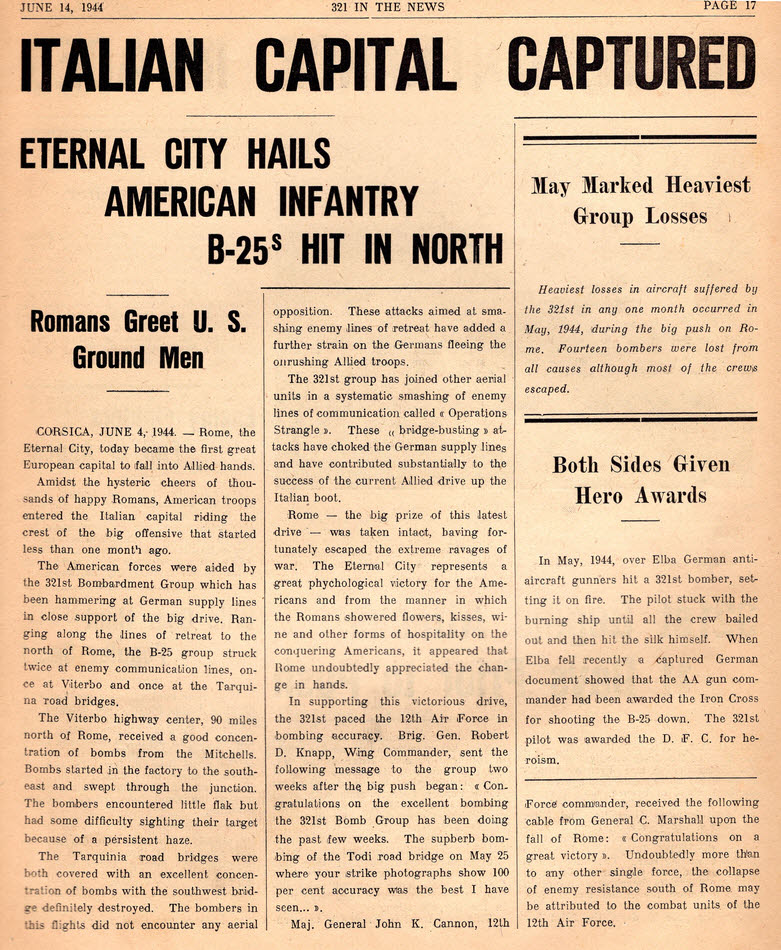 JUNE 14, 1944
321 IN THE NEWS
PAGE 17
ITALIAN CAPITAL CAPTURED
ETERNAL CITY HAILS
AMERICAN INFANTRY
B-25s HIT IN NORTH
Romans Greet U. S.
Ground Men
CORSICA, JUNE 4, 1944. — Rome, the
Eternal City, today became the first great
European capital to fall into Allied hands.
Amidst the hysteric cheers of thou-
sands of happy Romans, American troops
entered the Italian capital riding the
crest of the big offensive that started
less than one month ago.
The American forces were aided by
the 321st Bombardment Group which has
been hammering at German supply lines
in close support of the big drive. Ran-
ging along the lines of retreat to the
north of Rome, the B-25 group struck
twice at enemy communication lines, on-
ce at Viterbo and once at the Tarqui-
na road bridges.
The Viterbo highway center, 90 miles
north of Rome, received a good concen-
tration of bombs from the Mitchells.
Bombs started in the factory to the south-
east and swept through the junction.
The bombers encountered little flak but
had some difficulty sighting their target
because of a persistent haze.
The Tarquinia road bridges were
both covered with an excellent concen-
tration of bombs with the southwest brid-
ge definitely destroyed. The bombers in
this flights did not encounter any aerial
opposition. These attacks aimed at sma-
shing enemy lines of retreat have added a
further strain on the Germans fleeing the
onrushing Allied troops.
The 321st group has joined other aerial
units in a systematic smashing of enemy
lines of communication called « Operations
Strangle ». These « bridge-busting » at-
tacks have choked the German supply lines
and have contributed substantially to the
success of the current Allied drive up the
Italian boot.
Rome — the big prize of this latest
drive — was taken intact, having for-
tunately escaped the extreme ravages of
war. The Eternal City represents a
great phychological victory for the Ame-
ricans and from the manner in which
the Romans showered flowers, kisses, wi-
ne and other forms of hospitality on the
conquering Americans, it appeared that
Rome undoubtedly appreciated the chan-
ge in hands.
In supporting this victorious drive,
the 321st paced the 12th Air Force in
bombing accuracy. Brig. Gen. Robert
D. Knapp, Wing Commander, sent the
following message to the group two
weeks after the big push began: « Con-
gratulations on the excellent bombing
the 321st Bomb Group has been doing
the past few weeks. The supberb bom-
bing of the Todi road bridge on May 25
where your strike photographs show 100
per cent accuracy was the best I have
seen... ».
Maj. General John K. Cannon, 12th
May Marked Heaviest
Group Losses
Heaviest losses in aircraft suffered by
the 321st in any one month occurred in
May, 1944, during the big push on Ro-
me. Fourteen bombers were lost from
all causes although most of the crews
escaped.
Both Sides Given
Hero Awards
In May, 1944, over Elba German anti-
aircraft gunners hit a 321st bomber, set-
ting it on fire. The pilot stuck with the
burning ship until all the crew bailed
out and then hit the silk himself. When
Elba fell recently a captured German
document showed that the AA gun com-
mander had been awarded the Iron Cross
for shooting the B-25 down. The 321st
pilot was awarded the D. F. C. for he-
roism.
Force commander, received the following
cable from General C. Marshall upon the
fall of Rome: « Congratulations on a
great victory ». Undoubtedly more than
to any other single force, the collapse
of enemy resistance south of Rome may
be attributed to the combat units of the
12th Air Force.